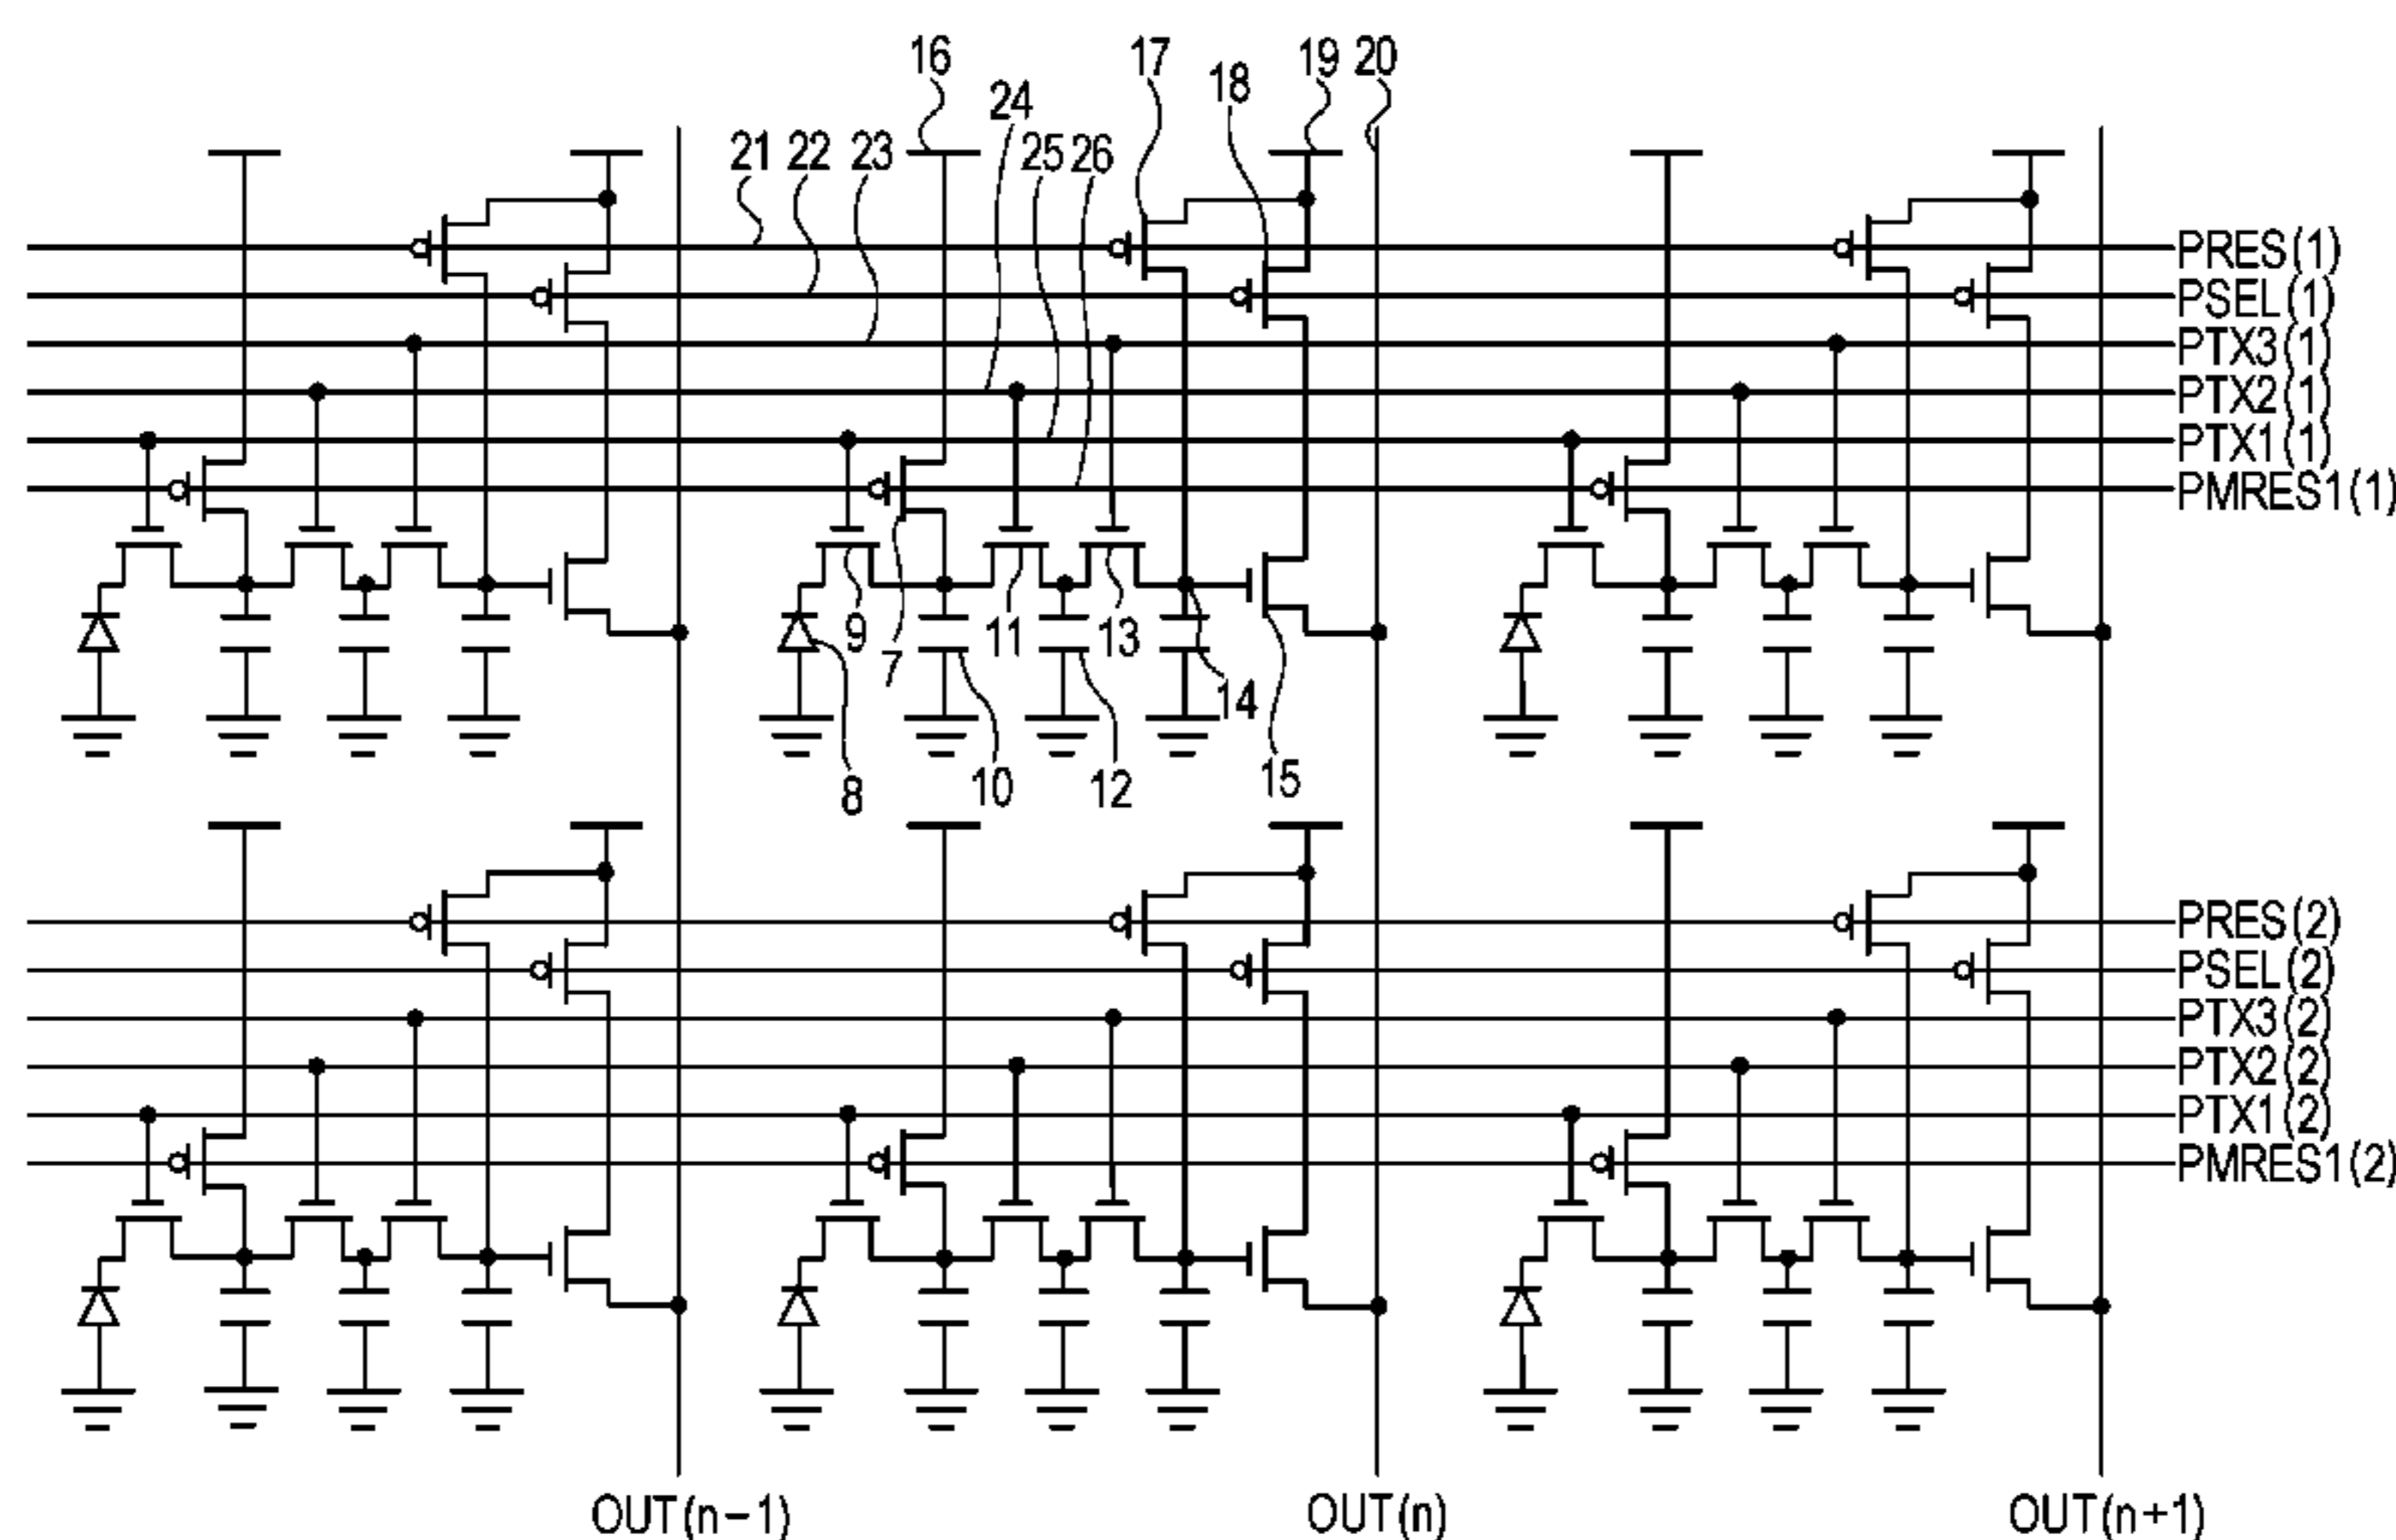 16
17
18
19
20
24
21
22
23
25
26
PRES(1)
PSEL(1)
PTX3(1)
PTX2(1)
PTX1(1)
PMRES1(1)
9
7
11
13
14
8
10
12
15
PRES(2)
PSEL(2)
PTX3(2)
PTX2(2)
PTX1(2)
PMRES1(2)
OUT(n−1)
OUT(n)
OUT(n+1)